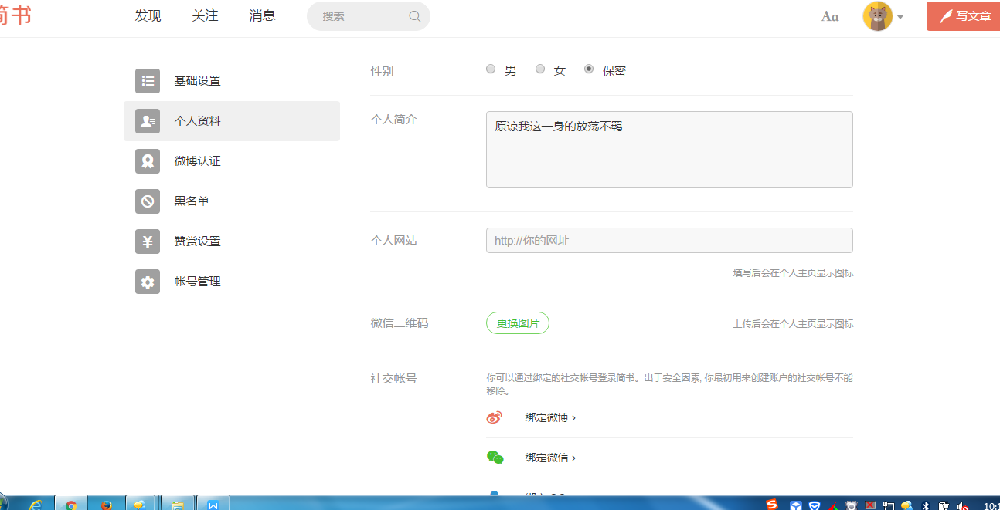 简书
发现 关注 消息 搜索 Aa 写文章
基础设置
个人资料
微博认证
黑名单
赞赏设置
帐号管理
性别 男 女 保密
个人简介 原谅我这一身的放荡不羁
个人网站 http://你的网址
填写后会在个人主页显示图标
微信二维码 更换图片 上传后会在个人主页显示图标
社交帐号 你可以通过绑定的社交帐号登录简书。出于安全因素, 你最初用来创建账户的社交帐号不能
移除。
绑定微博 ›
绑定微信 ›